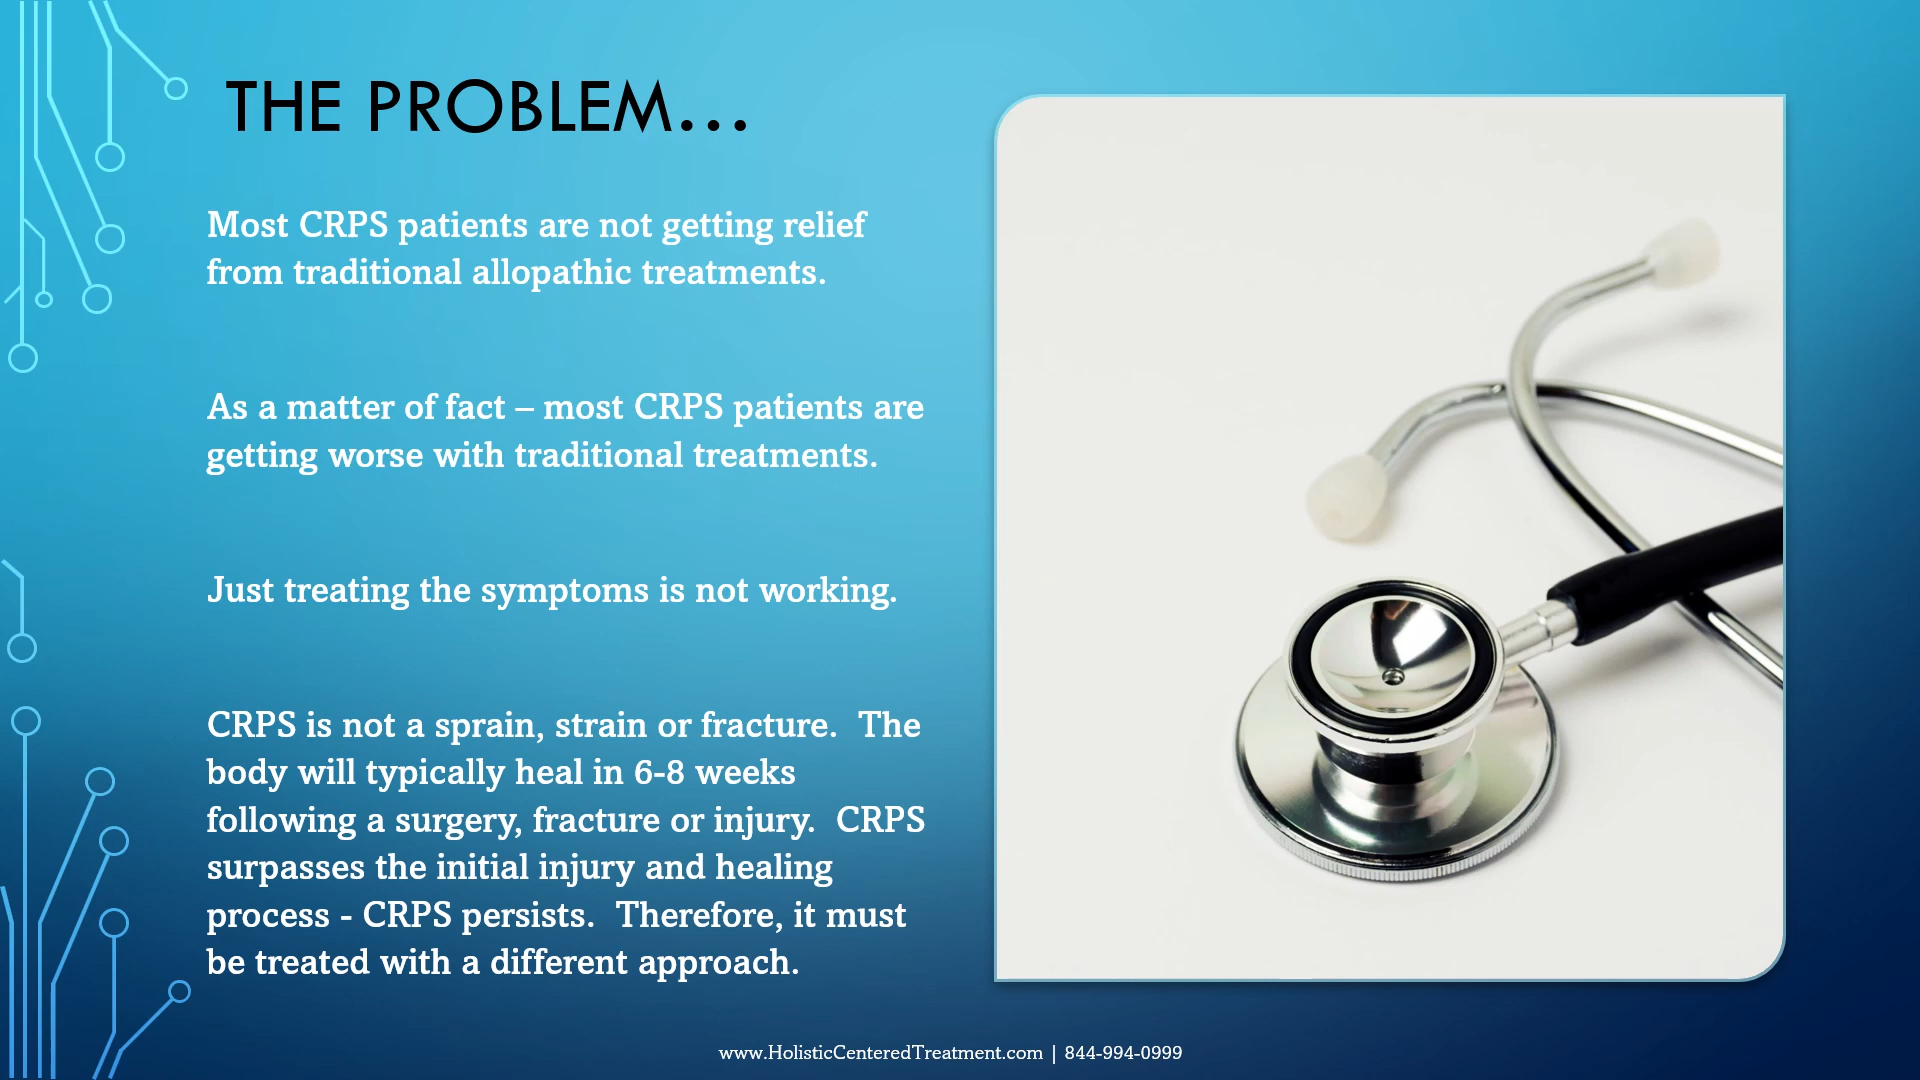 THE PROBLEM...
Most CRPS patients are not getting relief
from traditional allopathic treatments.
As a matter of fact – most CRPS patients are
getting worse with traditional treatments.
Just treating the symptoms is not working.
CRPS is not a sprain, strain or fracture.  The
body will typically heal in 6-8 weeks
following a surgery, fracture or injury.  CRPS
surpasses the initial injury and healing
process - CRPS persists.  Therefore, it must
be treated with a different approach.
www.HolisticCenteredTreatment.com | 844-994-0999